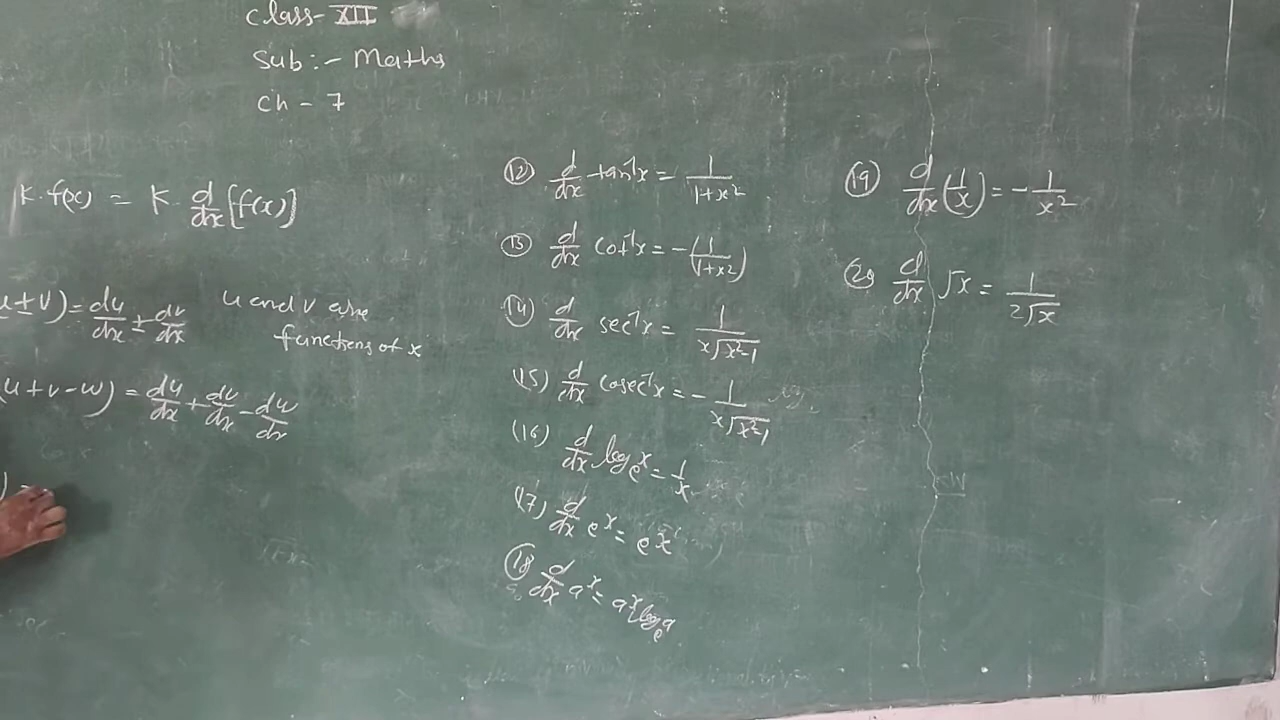 Class - XII
Sub :- Maths
Ch - 7
K. f(x) = K. d/dx [f(x)]
u ± v) = du/dx ± dv/dx u and v are
functions of x
(u + v - w) = du/dx + dv/dx - dw/dx
) =
(12) d/dx tan⁻¹x = 1/1+x²
(13) d/dx cot⁻¹x = -(1/1+x²)
(14) d/dx sec⁻¹x = 1/x√x²-1
(15) d/dx cosec⁻¹x = - 1/x√x²-1
(16) d/dx logₑx = 1/x
(17) d/dx eˣ = eˣ
(18) d/dx aˣ = aˣ logₑa
(19) d/dx (1/x) = - 1/x²
(20) d/dx √x = 1/2√x